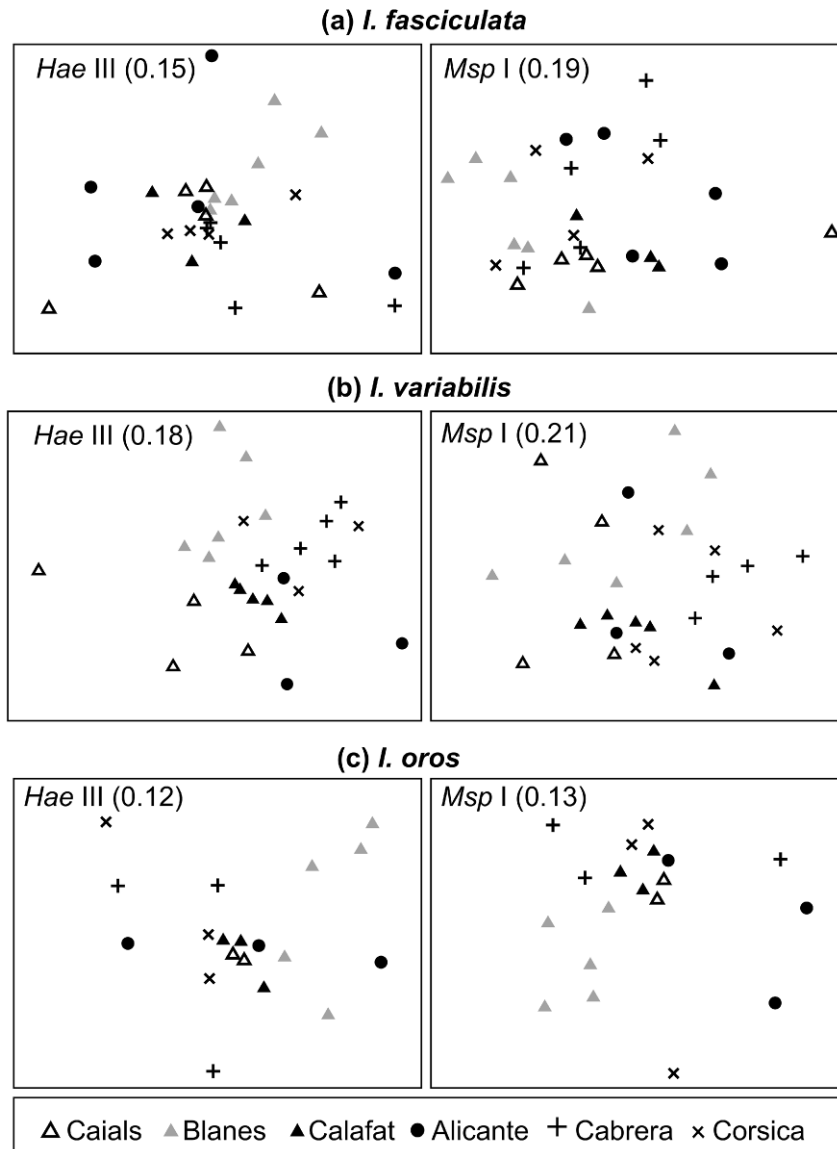 (a) I. fasciculata
Hae III (0.15)
Msp I (0.19)
(b) I. variabilis
Hae III (0.18)
Msp I (0.21)
(c) I. oros
Hae III (0.12)
Msp I (0.13)
Caials Blanes Calafat Alicante Cabrera Corsica